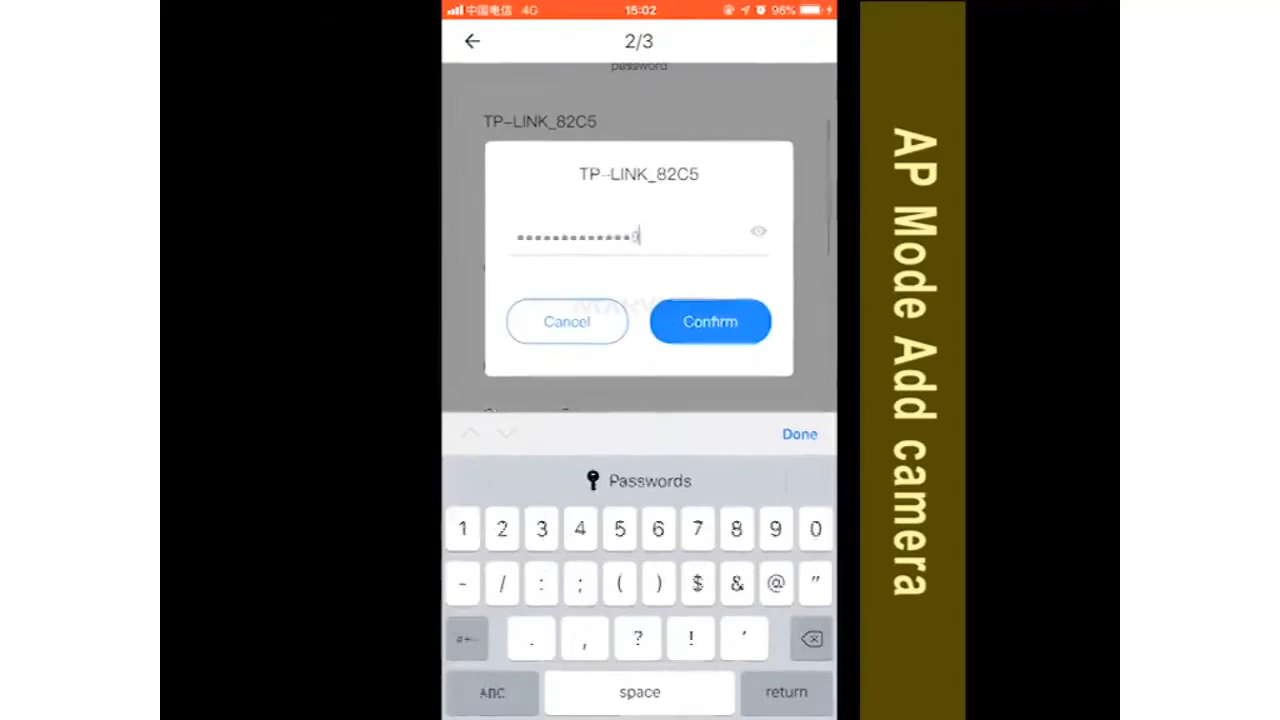 中国电信 4G 15:02 96%
2/3
password
TP-LINK_82C5
TP-LINK_82C5
Cancel Confirm
Done
Passwords
1 2 3 4 5 6 7 8 9 0
- / : ; ( ) $ & @ "
#+= . , ? ! '
ABC space return
AP Mode Add camera